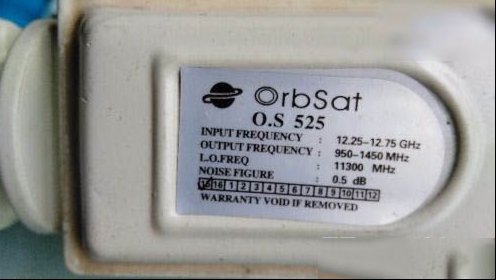 OrbSat
O.S 525
INPUT FREQUENCY : 12.25-12.75 GHz
OUTPUT FREQUENCY : 950-1450 MHz
L.O.FREQ : 11300 MHz
NOISE FIGURE : 0.5 dB
15 16 1 2 3 4 5 6 7 8 9 10 11 12
WARRANTY VOID IF REMOVED